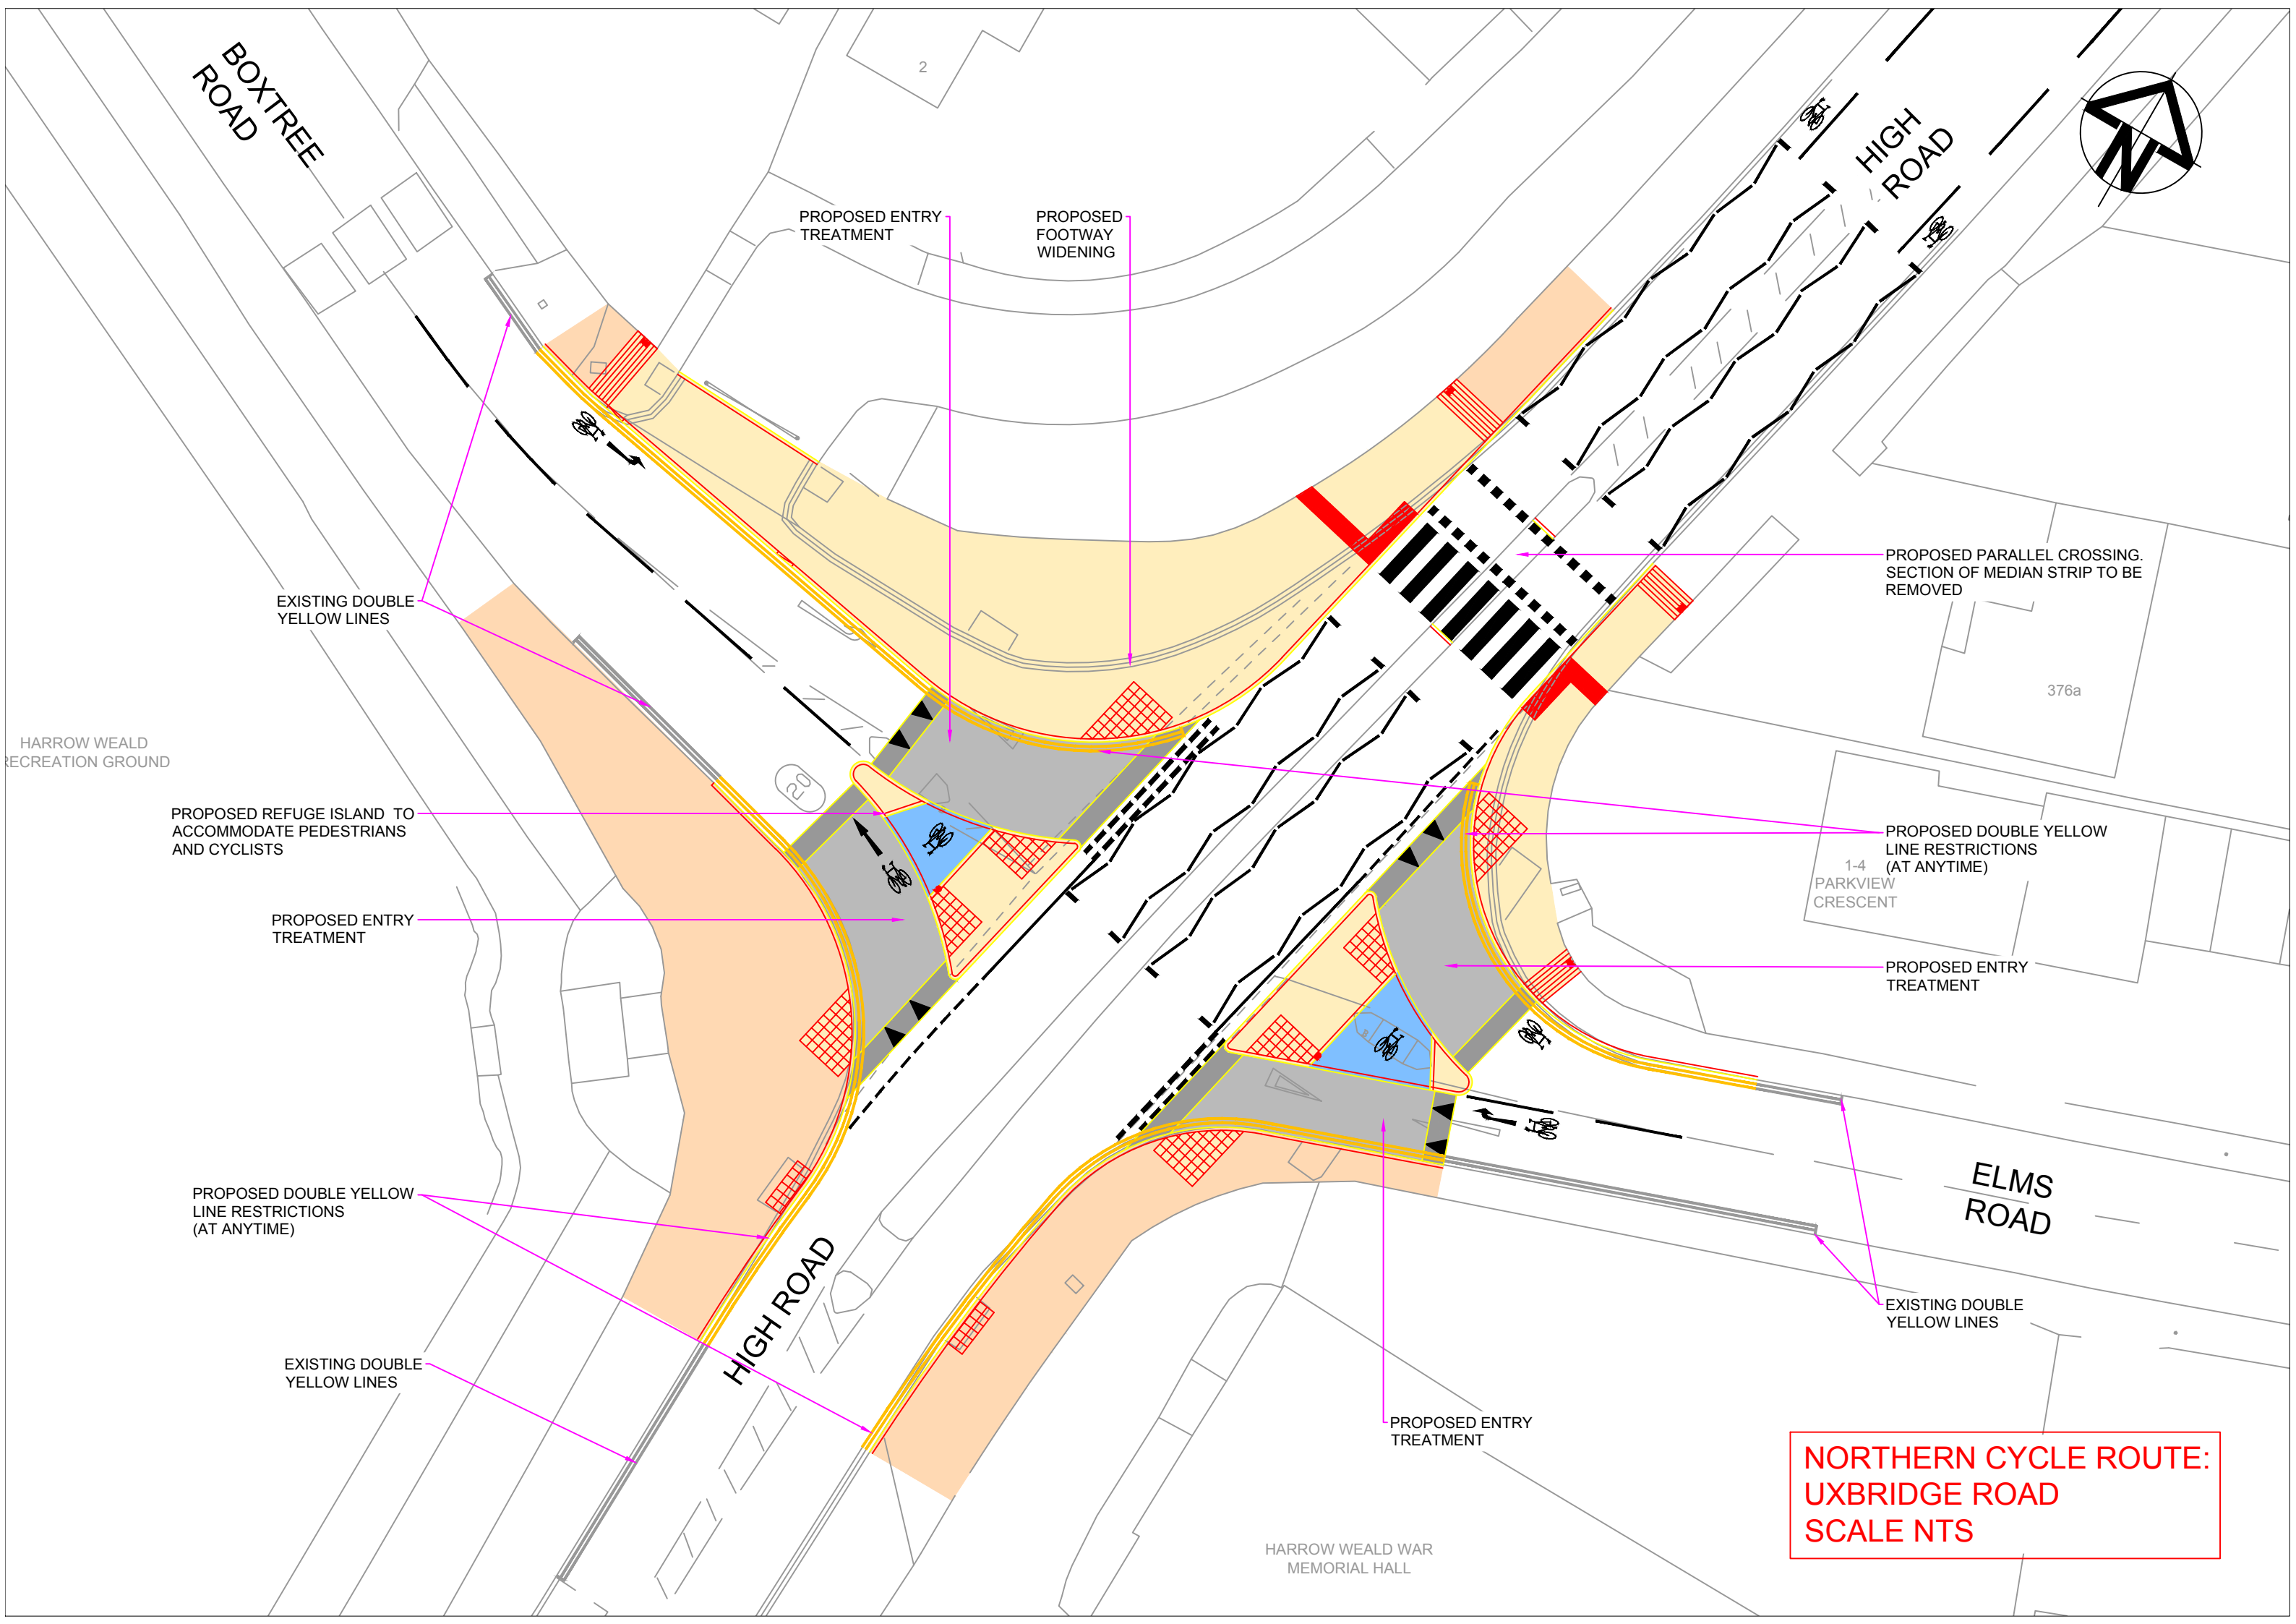 BOXTREE
ROAD
2
HIGH
ROAD
N
PROPOSED ENTRY
TREATMENT
PROPOSED
FOOTWAY
WIDENING
PROPOSED PARALLEL CROSSING.
SECTION OF MEDIAN STRIP TO BE
REMOVED
EXISTING DOUBLE
YELLOW LINES
376a
HARROW WEALD
RECREATION GROUND
20
PROPOSED REFUGE ISLAND TO
ACCOMMODATE PEDESTRIANS
AND CYCLISTS
PROPOSED DOUBLE YELLOW
LINE RESTRICTIONS
(AT ANYTIME)
1-4
PARKVIEW
CRESCENT
PROPOSED ENTRY
TREATMENT
PROPOSED ENTRY
TREATMENT
PROPOSED DOUBLE YELLOW
LINE RESTRICTIONS
(AT ANYTIME)
ELMS
ROAD
HIGH ROAD
EXISTING DOUBLE
YELLOW LINES
EXISTING DOUBLE
YELLOW LINES
PROPOSED ENTRY
TREATMENT
NORTHERN CYCLE ROUTE:
UXBRIDGE ROAD
SCALE NTS
HARROW WEALD WAR
MEMORIAL HALL